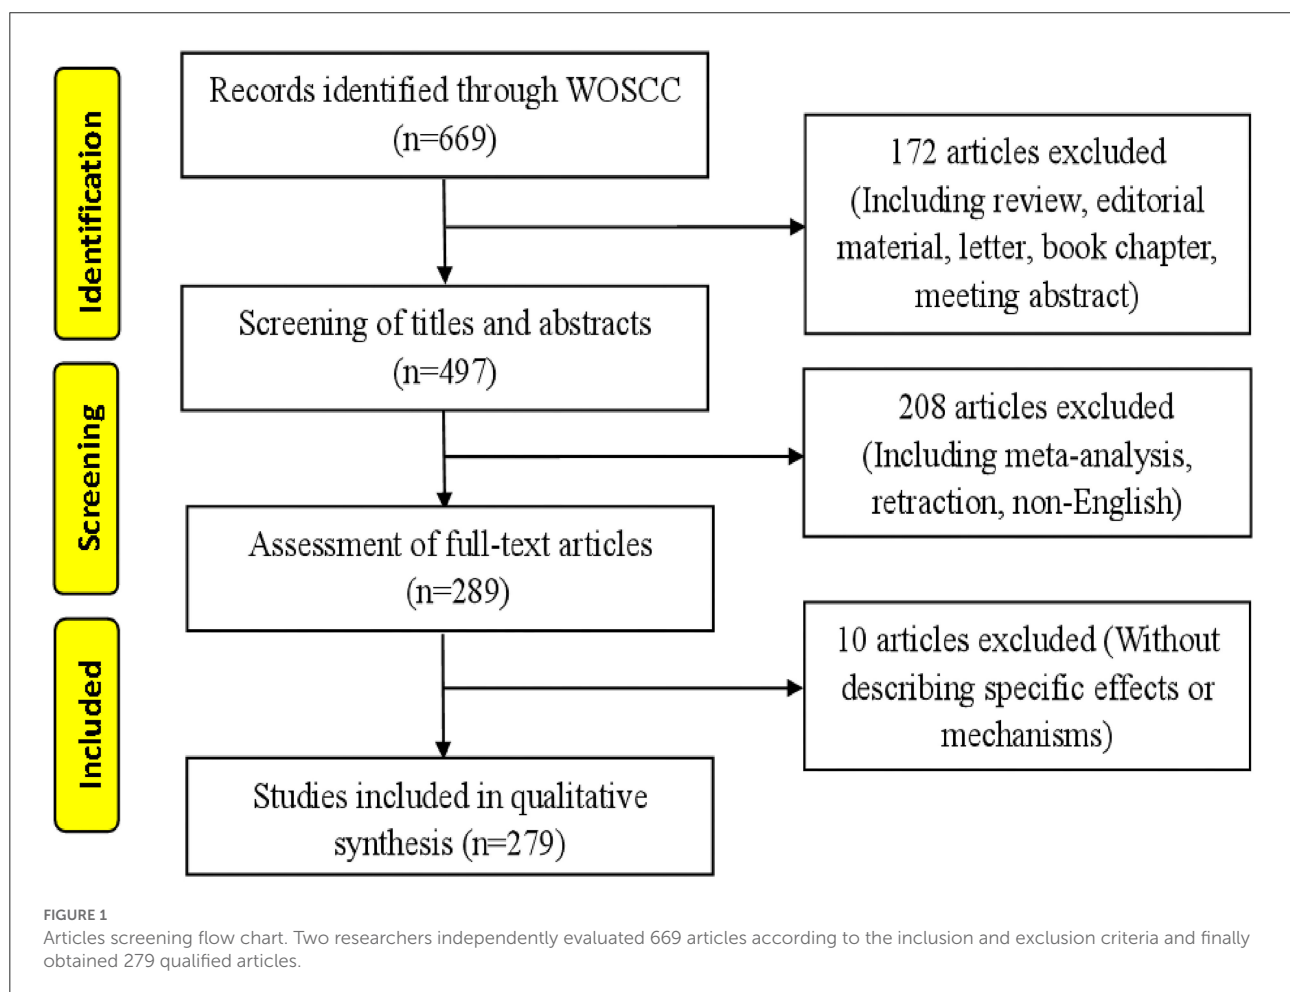 Identification
Records identified through WOSCC
(n=669)
172 articles excluded
(Including review, editorial
material, letter, book chapter,
meeting abstract)
Screening of titles and abstracts
(n=497)
Screening
208 articles excluded
(Including meta-analysis,
retraction, non-English)
Assessment of full-text articles
(n=289)
Included
10 articles excluded (Without
describing specific effects or
mechanisms)
Studies included in qualitative
synthesis (n=279)
FIGURE 1
Articles screening flow chart. Two researchers independently evaluated 669 articles according to the inclusion and exclusion criteria and finally
obtained 279 qualified articles.